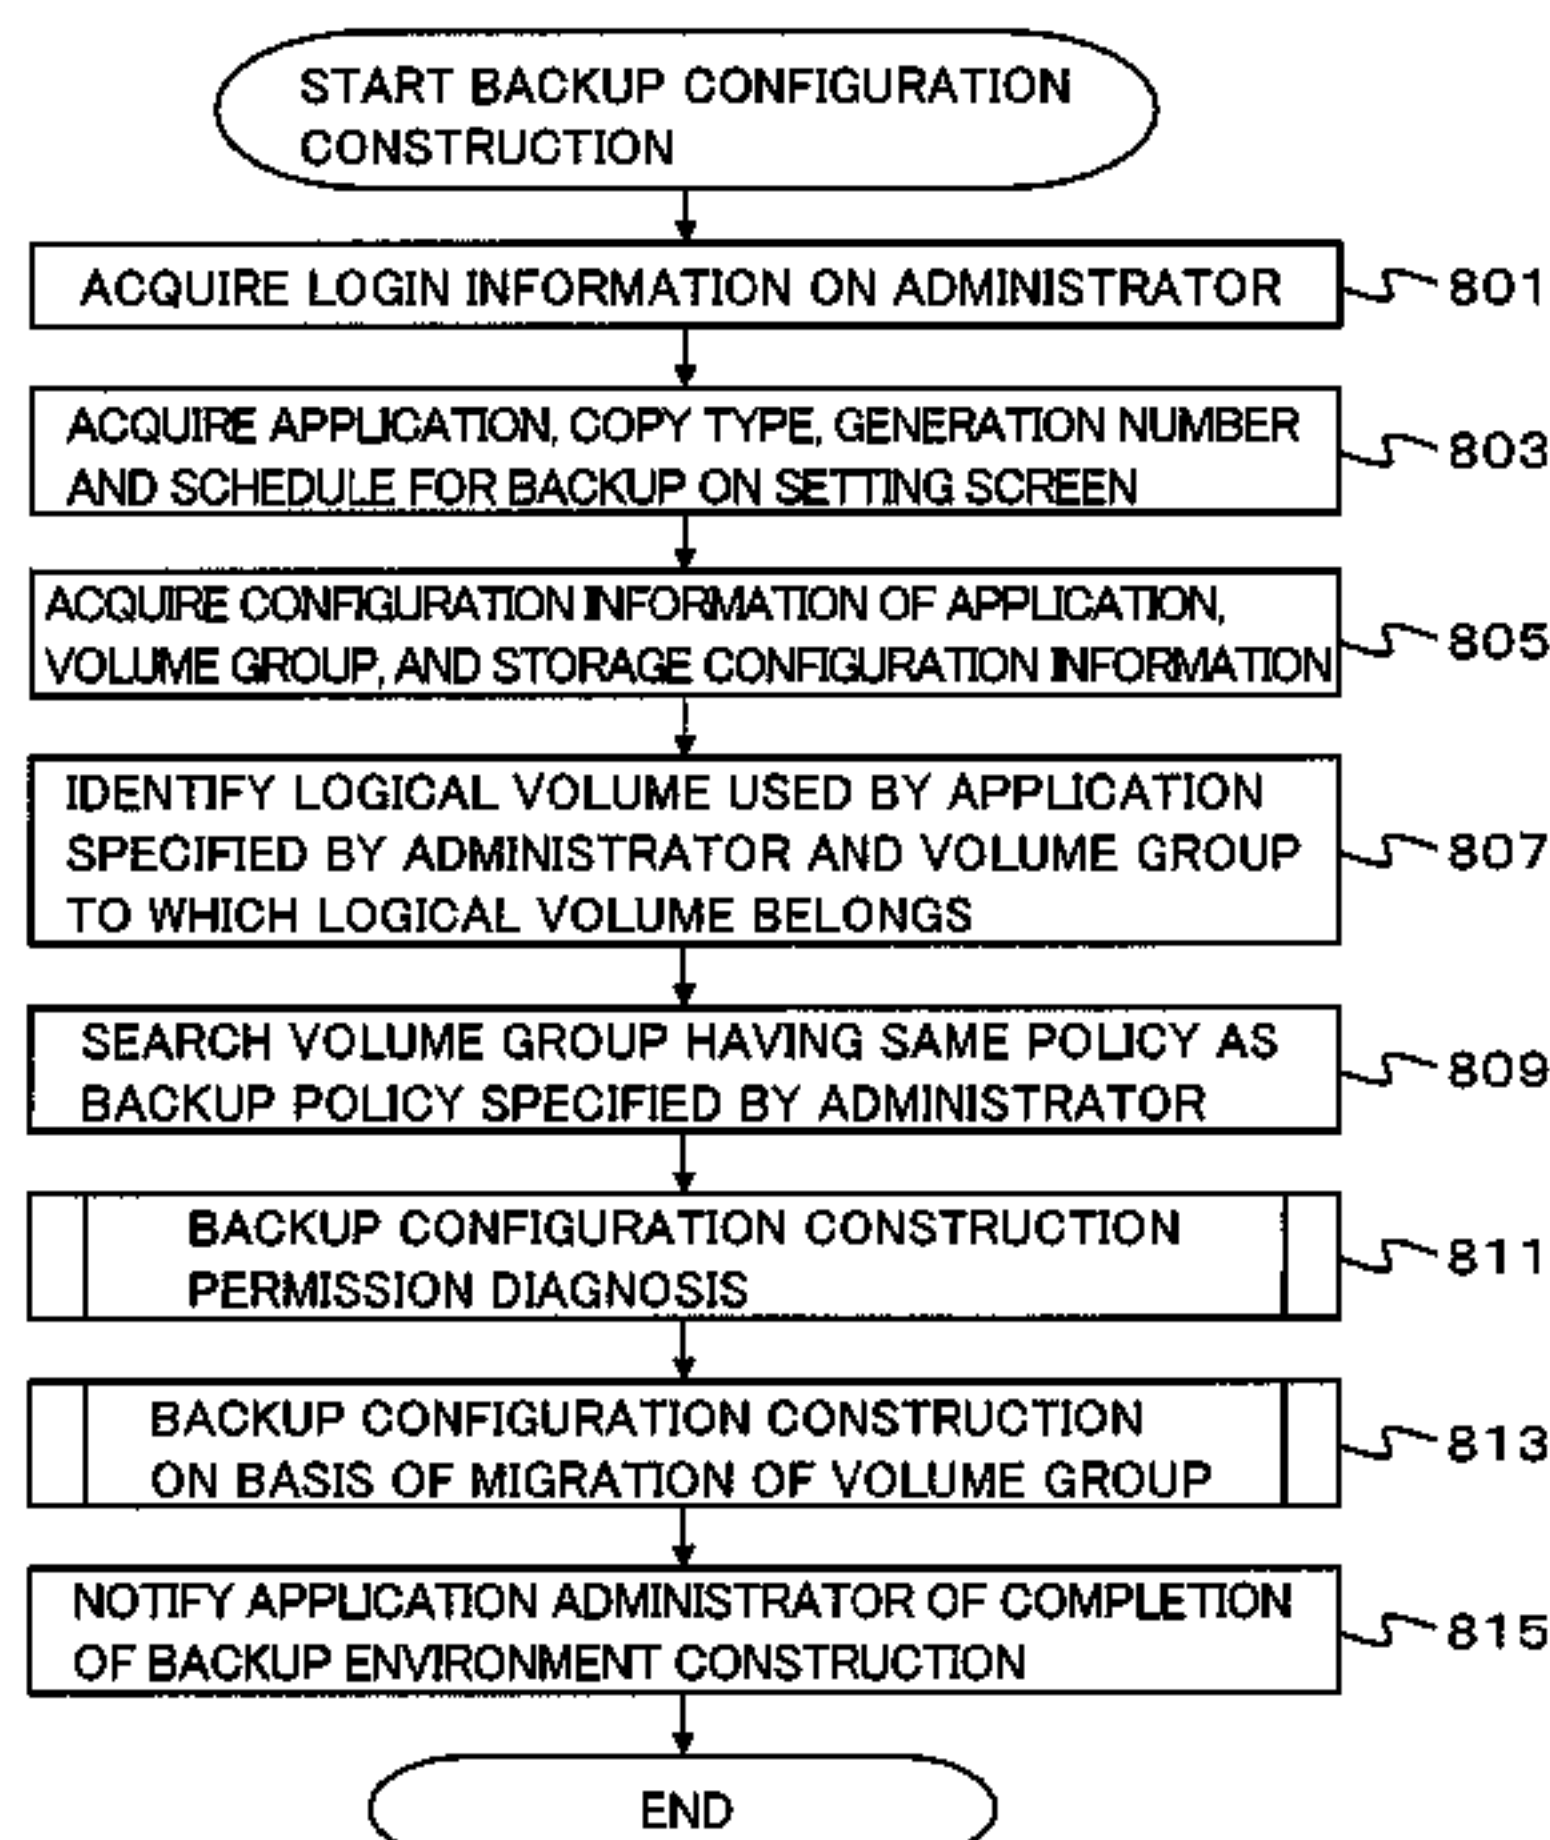 START BACKUP CONFIGURATION
CONSTRUCTION
ACQUIRE LOGIN INFORMATION ON ADMINISTRATOR
801
ACQUIRE APPLICATION, COPY TYPE, GENERATION NUMBER
AND SCHEDULE FOR BACKUP ON SETTING SCREEN
803
ACQUIRE CONFIGURATION INFORMATION OF APPLICATION,
VOLUME GROUP, AND STORAGE CONFIGURATION INFORMATION
805
IDENTIFY LOGICAL VOLUME USED BY APPLICATION
SPECIFIED BY ADMINISTRATOR AND VOLUME GROUP
TO WHICH LOGICAL VOLUME BELONGS
807
SEARCH VOLUME GROUP HAVING SAME POLICY AS
BACKUP POLICY SPECIFIED BY ADMINISTRATOR
809
BACKUP CONFIGURATION CONSTRUCTION
PERMISSION DIAGNOSIS
811
BACKUP CONFIGURATION CONSTRUCTION
ON BASIS OF MIGRATION OF VOLUME GROUP
813
NOTIFY APPLICATION ADMINISTRATOR OF COMPLETION
OF BACKUP ENVIRONMENT CONSTRUCTION
815
END